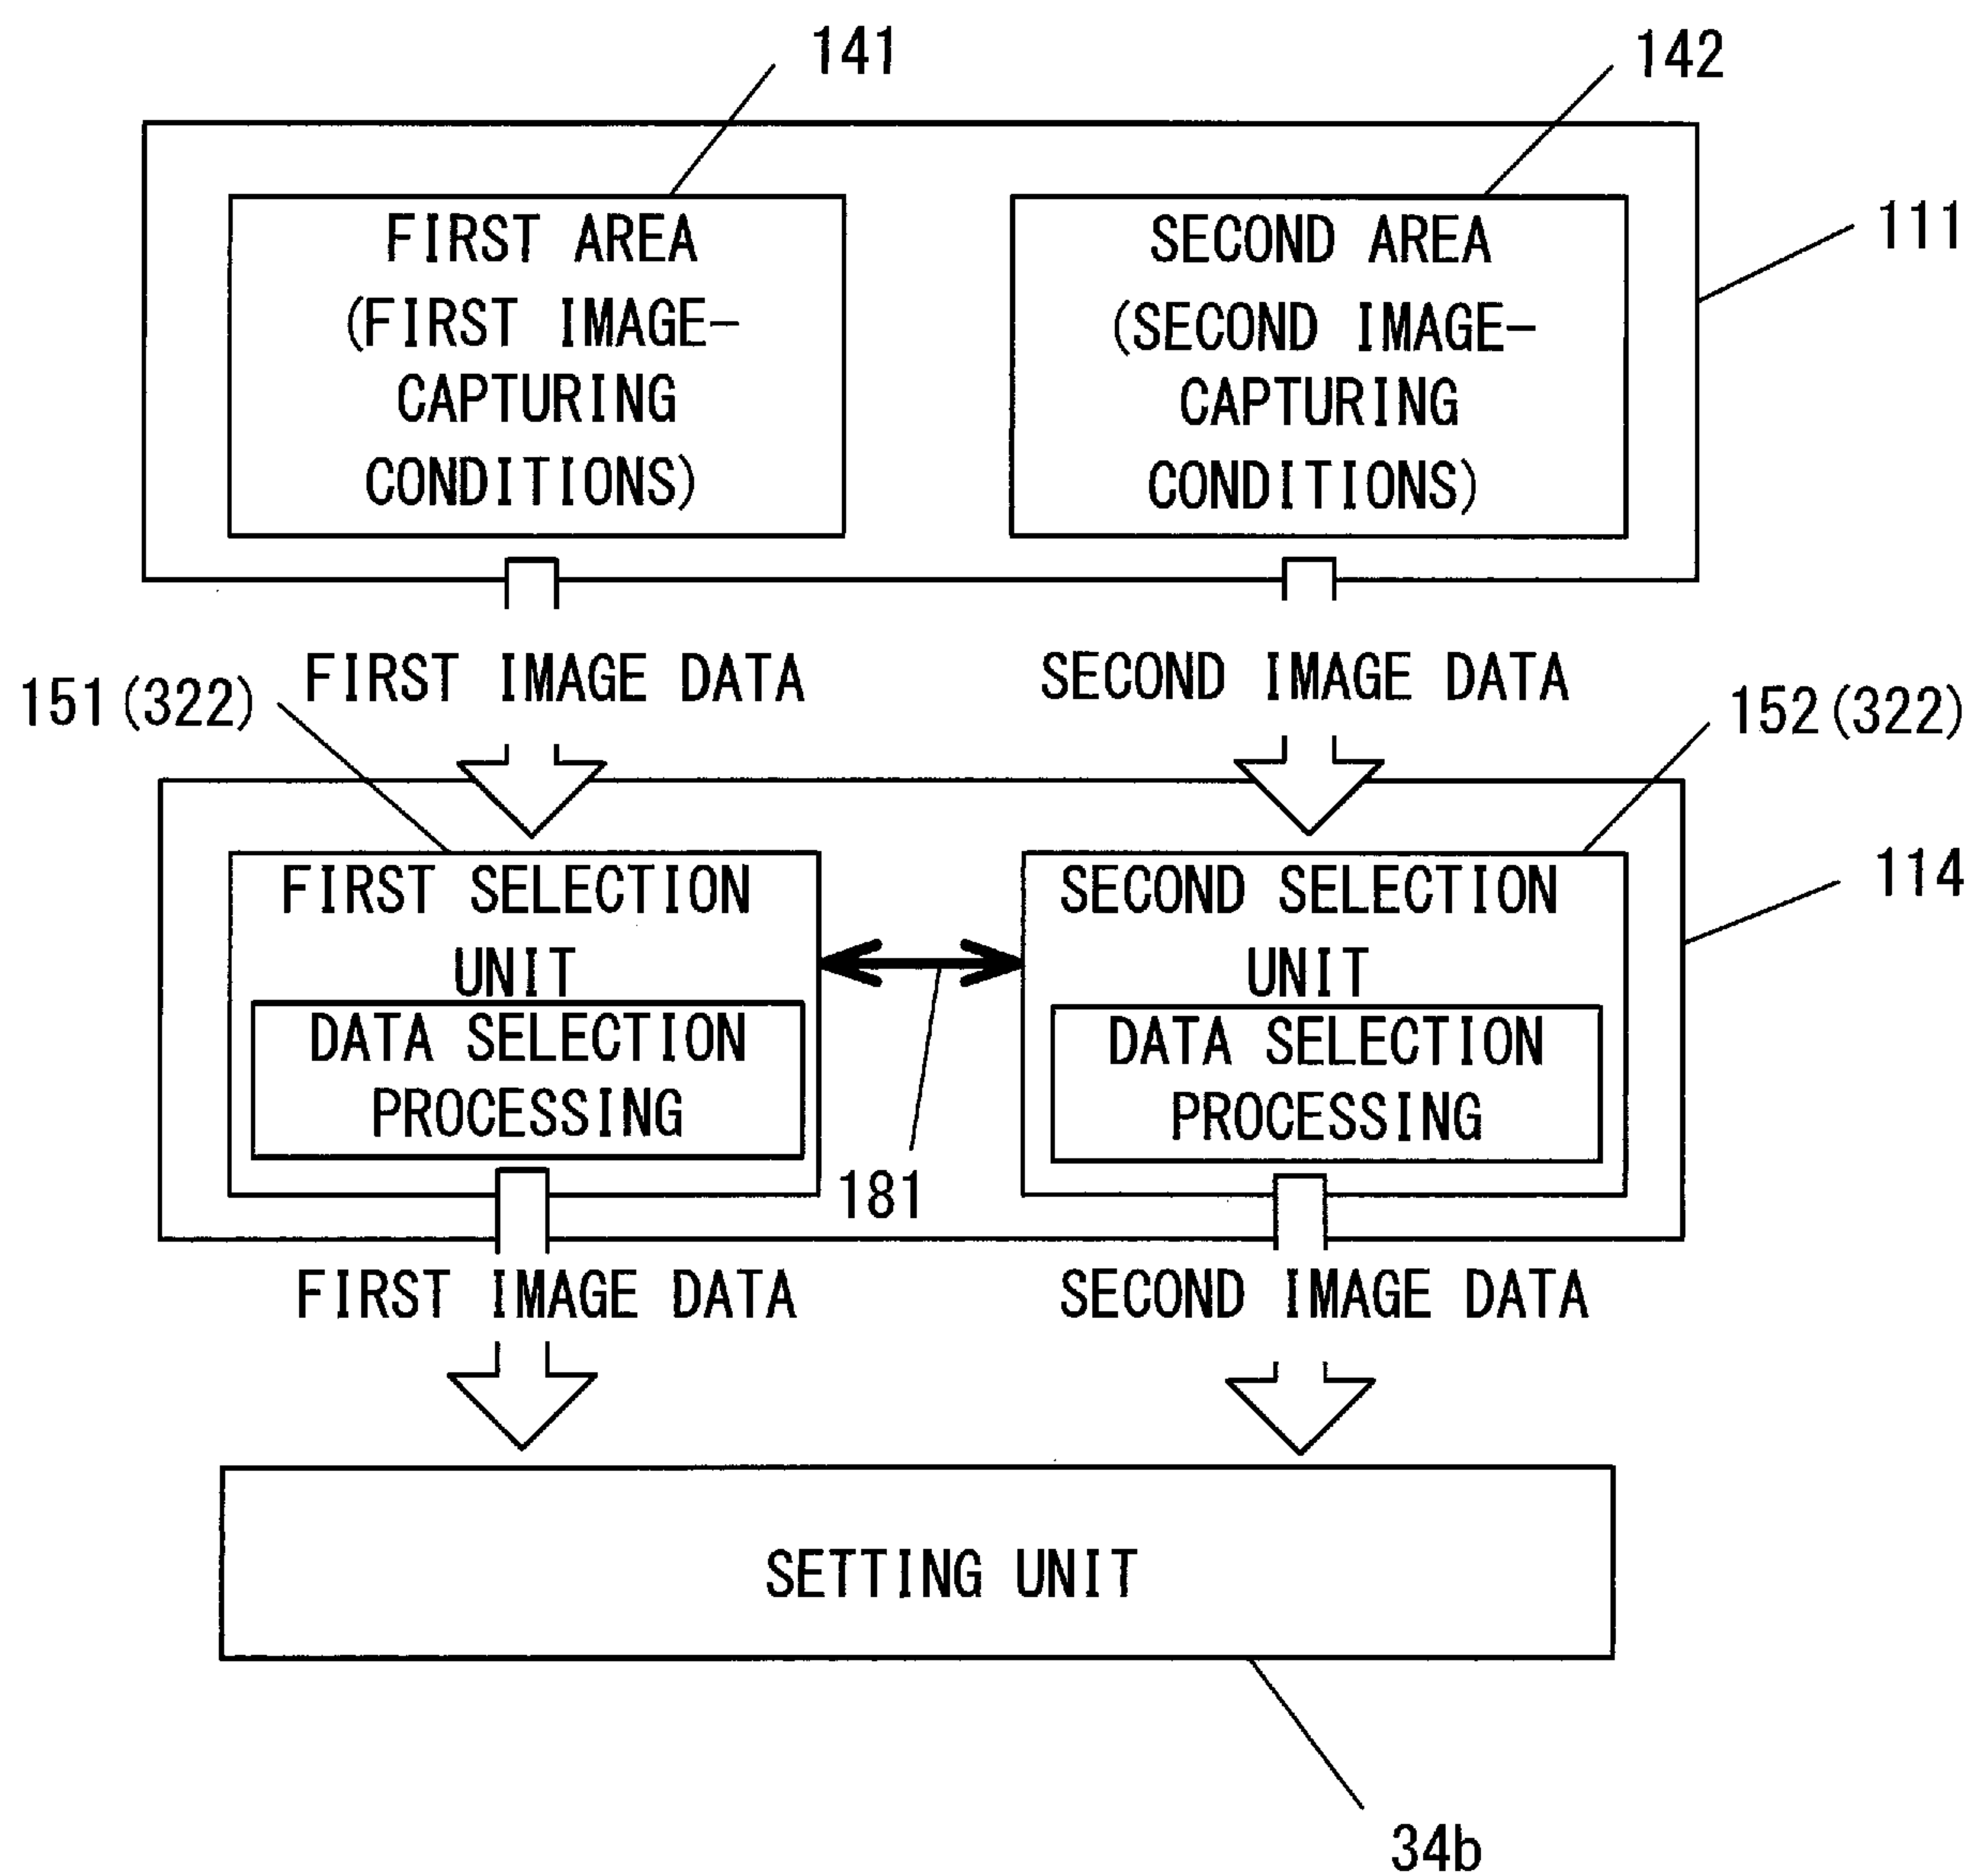 141
142
111
FIRST AREA
(FIRST IMAGE-
CAPTURING
CONDITIONS)
SECOND AREA
(SECOND IMAGE-
CAPTURING
CONDITIONS)
FIRST IMAGE DATA
SECOND IMAGE DATA
151(322)
152(322)
114
FIRST SELECTION
UNIT
DATA SELECTION
PROCESSING
SECOND SELECTION
UNIT
DATA SELECTION
PROCESSING
181
FIRST IMAGE DATA
SECOND IMAGE DATA
SETTING UNIT
34b